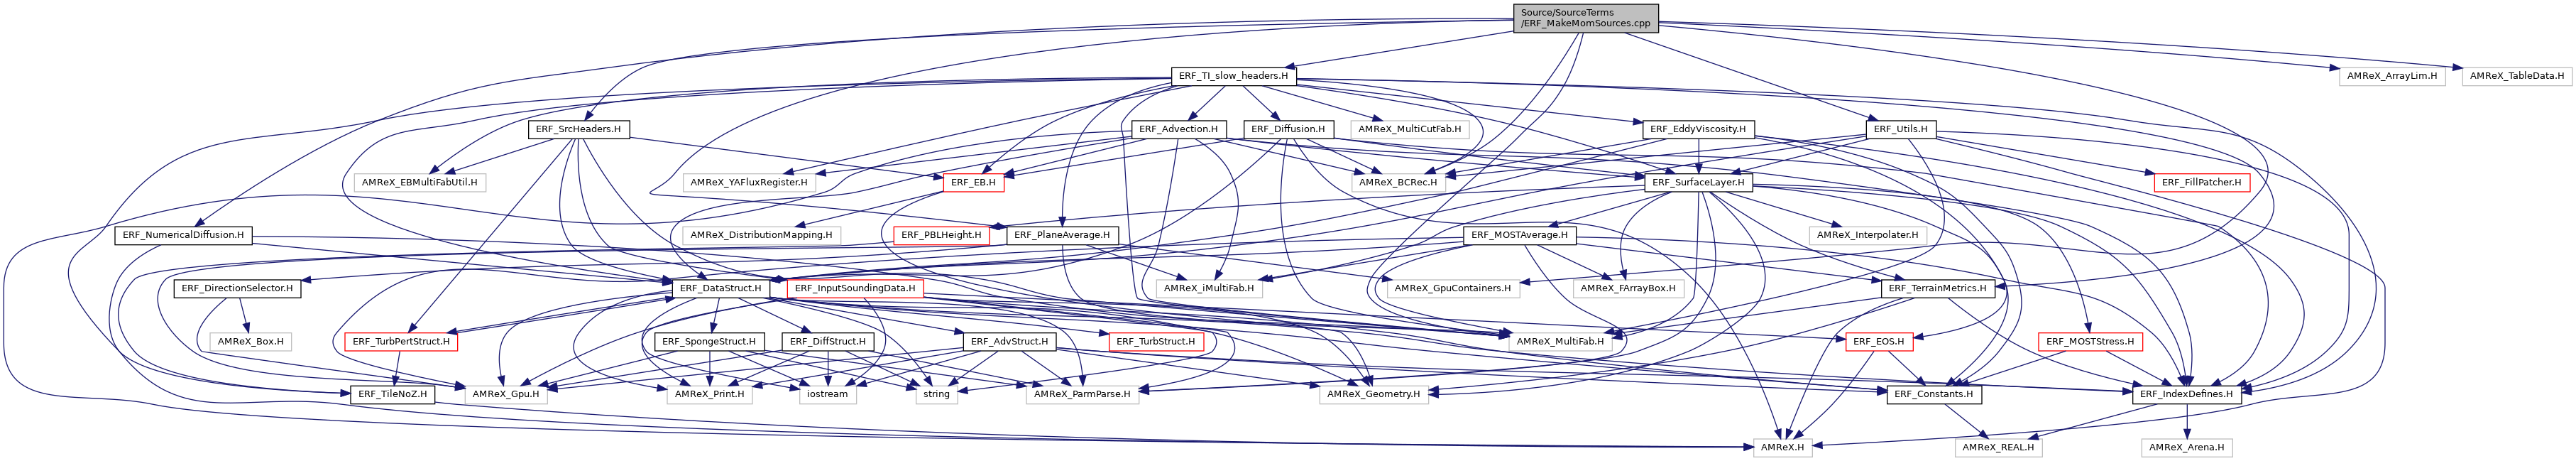 Source/SourceTerms
/ERF_MakeMomSources.cpp
ERF_TI_slow_headers.H
AMReX_ArrayLim.H
AMReX_TableData.H
ERF_SrcHeaders.H
ERF_Advection.H
ERF_Diffusion.H
AMReX_MultiCutFab.H
ERF_EddyViscosity.H
ERF_Utils.H
AMReX_EBMultiFabUtil.H
AMReX_YAFluxRegister.H
ERF_EB.H
AMReX_BCRec.H
ERF_SurfaceLayer.H
ERF_FillPatcher.H
ERF_NumericalDiffusion.H
AMReX_DistributionMapping.H
ERF_PBLHeight.H
ERF_PlaneAverage.H
ERF_MOSTAverage.H
AMReX_Interpolater.H
ERF_DirectionSelector.H
ERF_DataStruct.H
ERF_InputSoundingData.H
AMReX_iMultiFab.H
AMReX_GpuContainers.H
AMReX_FArrayBox.H
ERF_TerrainMetrics.H
AMReX_Box.H
ERF_TurbPertStruct.H
ERF_SpongeStruct.H
ERF_DiffStruct.H
ERF_AdvStruct.H
ERF_TurbStruct.H
AMReX_MultiFab.H
ERF_EOS.H
ERF_MOSTStress.H
ERF_TileNoZ.H
AMReX_Gpu.H
AMReX_Print.H
iostream
string
AMReX_ParmParse.H
AMReX_Geometry.H
ERF_Constants.H
ERF_IndexDefines.H
AMReX.H
AMReX_REAL.H
AMReX_Arena.H